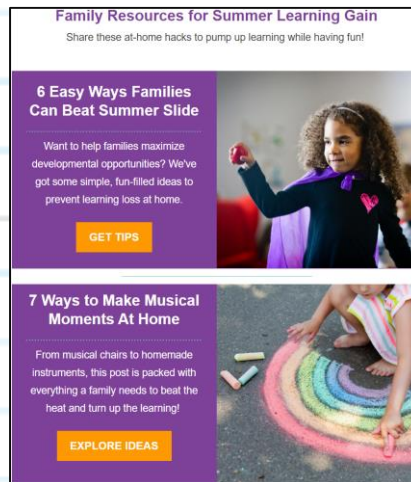 Family Resources for Summer Learning Gain
Share these at-home hacks to pump up learning while having fun!
6 Easy Ways Families
Can Beat Summer Slide
Want to help families maximize
developmental opportunities? We've
got some simple, fun-filled ideas to
prevent learning loss at home.
GET TIPS
7 Ways to Make Musical
Moments At Home
From musical chairs to homemade
instruments, this post is packed with
everything a family needs to beat the
heat and turn up the learning!
EXPLORE IDEAS